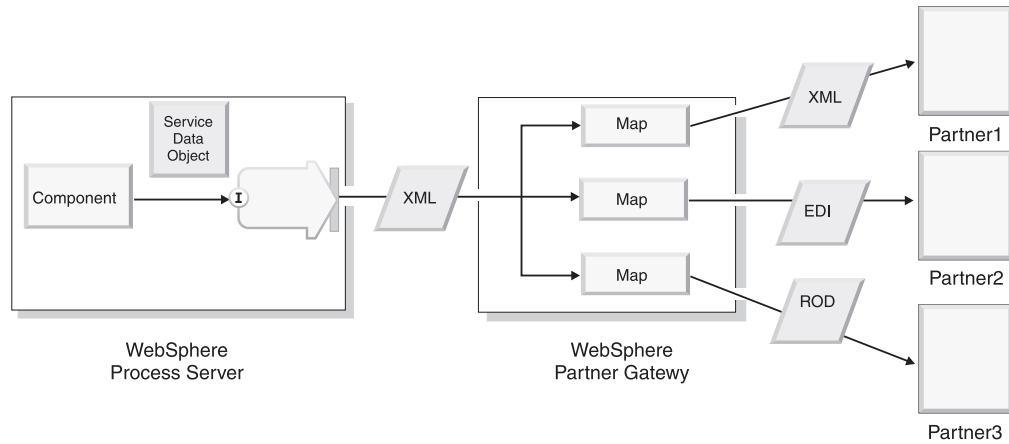 Service
Data
Object
Component
I
XML
Map
Map
Map
XML
EDI
ROD
Partner1
Partner2
Partner3
WebSphere
Process Server
WebSphere
Partner Gatewy